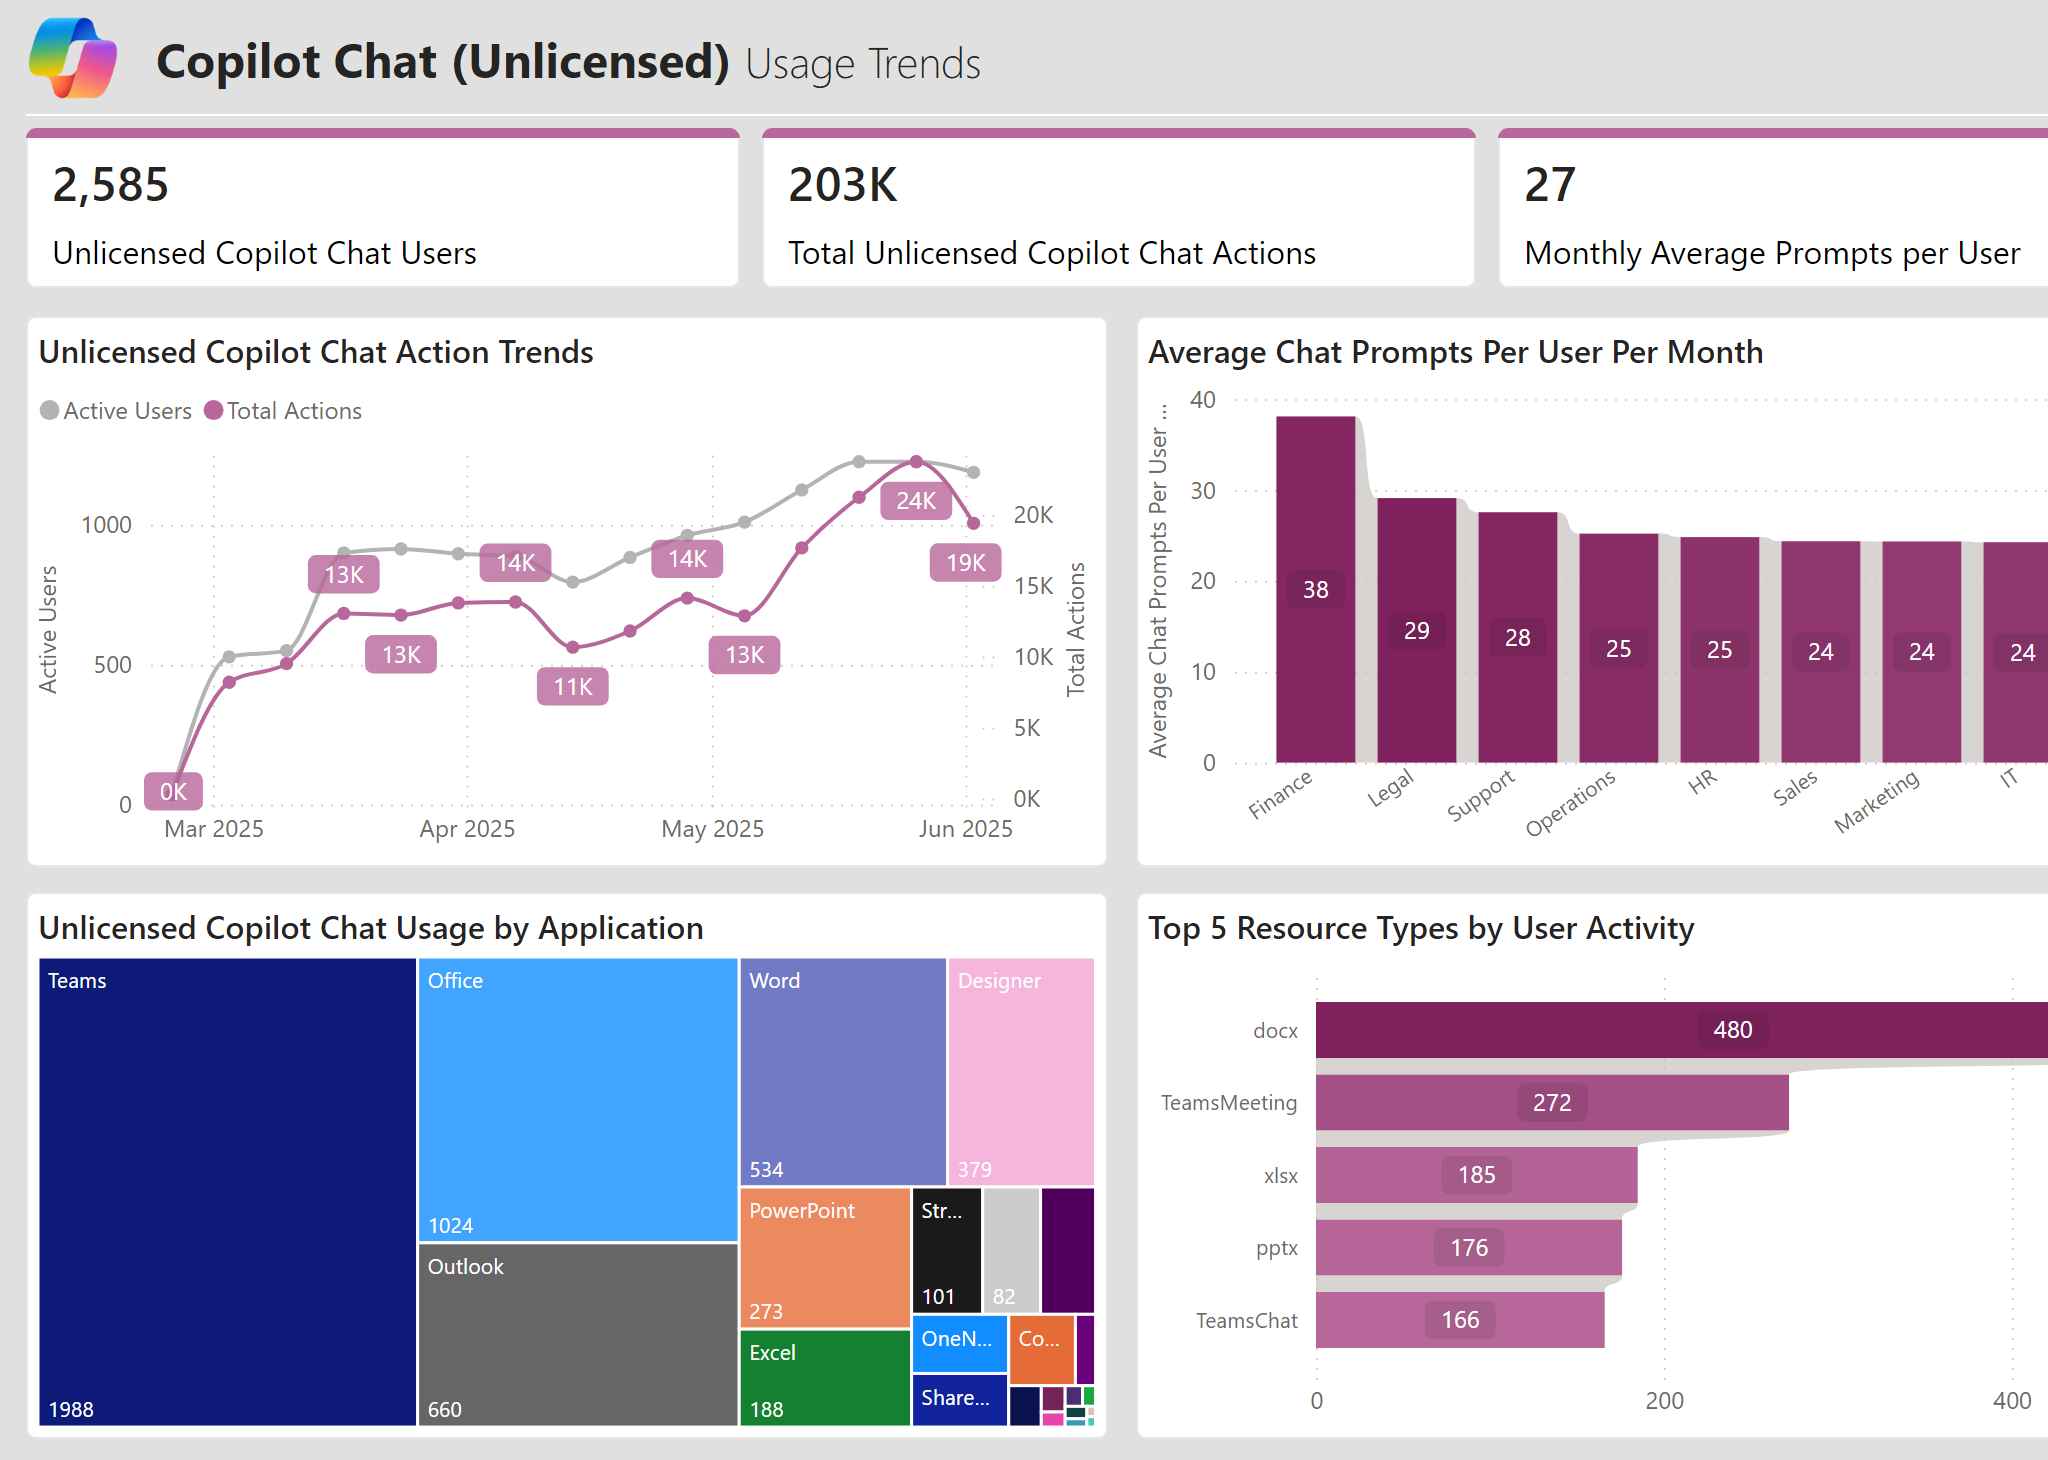 Copilot Chat (Unlicensed) Usage Trends
2,585
Unlicensed Copilot Chat Users
203K
Total Unlicensed Copilot Chat Actions
27
Monthly Average Prompts per User
Unlicensed Copilot Chat Action Trends
Active Users Total Actions
Active Users
1000
500
0
20K
15K
10K
5K
0K
Total Actions
0K
13K
13K
14K
11K
14K
13K
24K
19K
Mar 2025
Apr 2025
May 2025
Jun 2025
Average Chat Prompts Per User Per Month
Average Chat Prompts Per User ...
40
30
20
10
0
38
29
28
25
25
24
24
24
Finance
Legal
Support
Operations
HR
Sales
Marketing
IT
Unlicensed Copilot Chat Usage by Application
Teams
1988
Office
1024
Outlook
660
Word
534
Designer
379
PowerPoint
273
Excel
188
Str...
101
82
OneN...
Co...
Share...
Top 5 Resource Types by User Activity
docx
480
TeamsMeeting
272
xlsx
185
pptx
176
TeamsChat
166
0
200
400